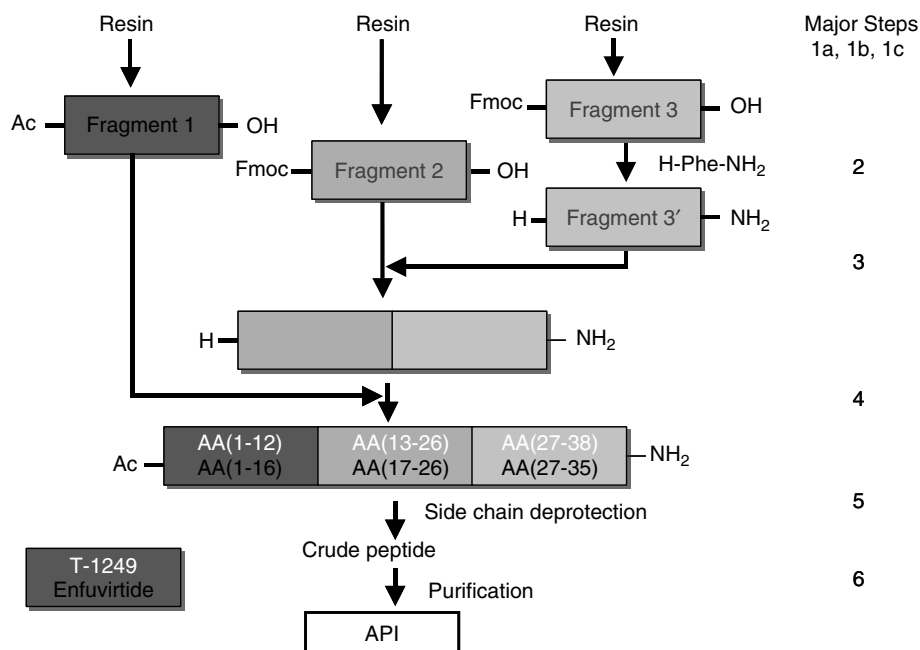 Resin
Resin
Resin
Major Steps
1a, 1b, 1c
Ac
Fragment 1
OH
Fmoc
Fragment 3
OH
Fmoc
Fragment 2
OH
H-Phe-NH2
2
H
Fragment 3′
NH2
3
H
NH2
4
Ac
AA(1-12)
AA(13-26)
AA(27-38)
AA(1-16)
AA(17-26)
AA(27-35)
NH2
5
Side chain deprotection
Crude peptide
T-1249
Enfuvirtide
6
Purification
API